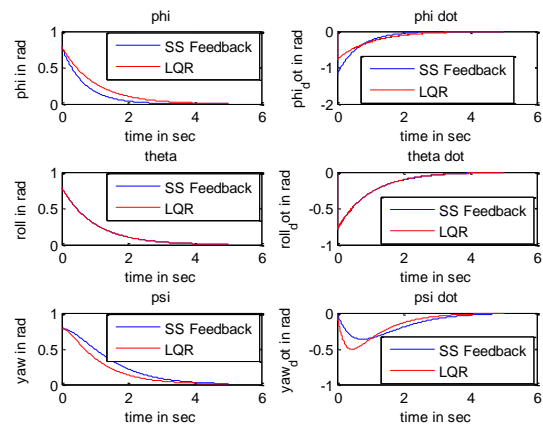 phi
phi in rad
1
0.5
0
SS Feedback
LQR
0 2 4 6
time in sec
phi dot
phi_dot in rad
0
-1
-2
SS Feedback
LQR
0 2 4 6
time in sec
theta
roll in rad
1
0.5
0
SS Feedback
LQR
0 2 4 6
time in sec
theta dot
roll_dot in rad
0
-0.5
-1
SS Feedback
LQR
0 2 4 6
time in sec
psi
yaw in rad
1
0.5
0
SS Feedback
LQR
0 2 4 6
time in sec
psi dot
yaw_dot in rad
0
-0.5
-1
SS Feedback
LQR
0 2 4 6
time in sec